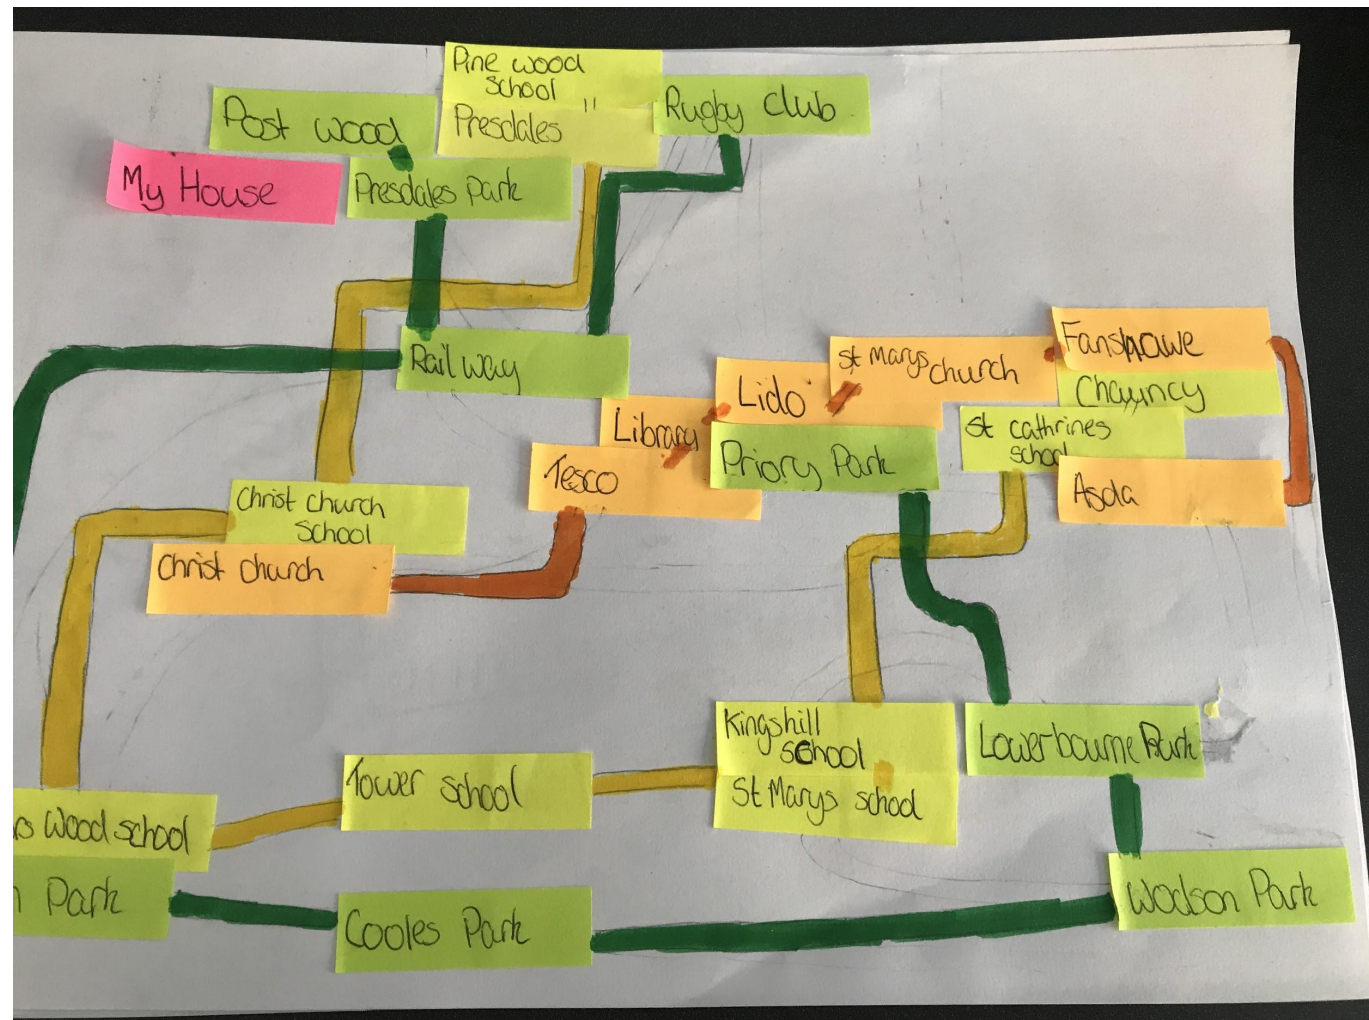 Pine wood
school "
Presdales
Rugby club
Post wood
My House
Presdales Park
Railway
Fanshawe
St Marys church
Chauncy
Lido
Library
St cathrines
school
Priory Park
Tesco
Asda
Christ church
school
Christ church
Kingshill
school
St Marys school
Lowerbourne Park
Tower school
Wood school
Park
Cooles Park
Wodson Park